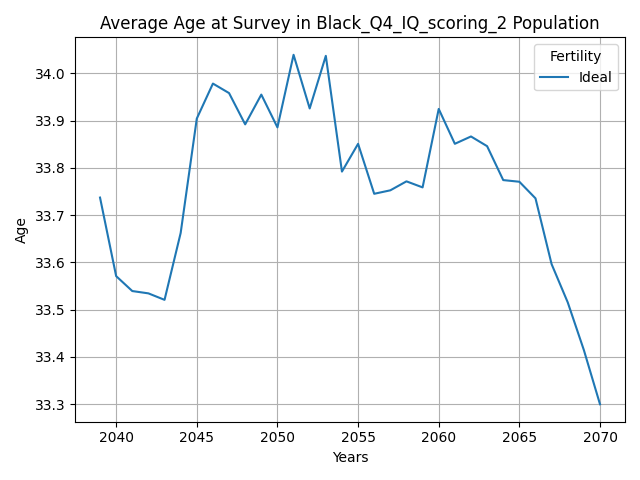 Average Age at Survey in Black_Q4_IQ_scoring_2 Population
Fertility
Ideal
Age
34.0
33.9
33.8
33.7
33.6
33.5
33.4
33.3
2040 2045 2050 2055 2060 2065 2070
Years